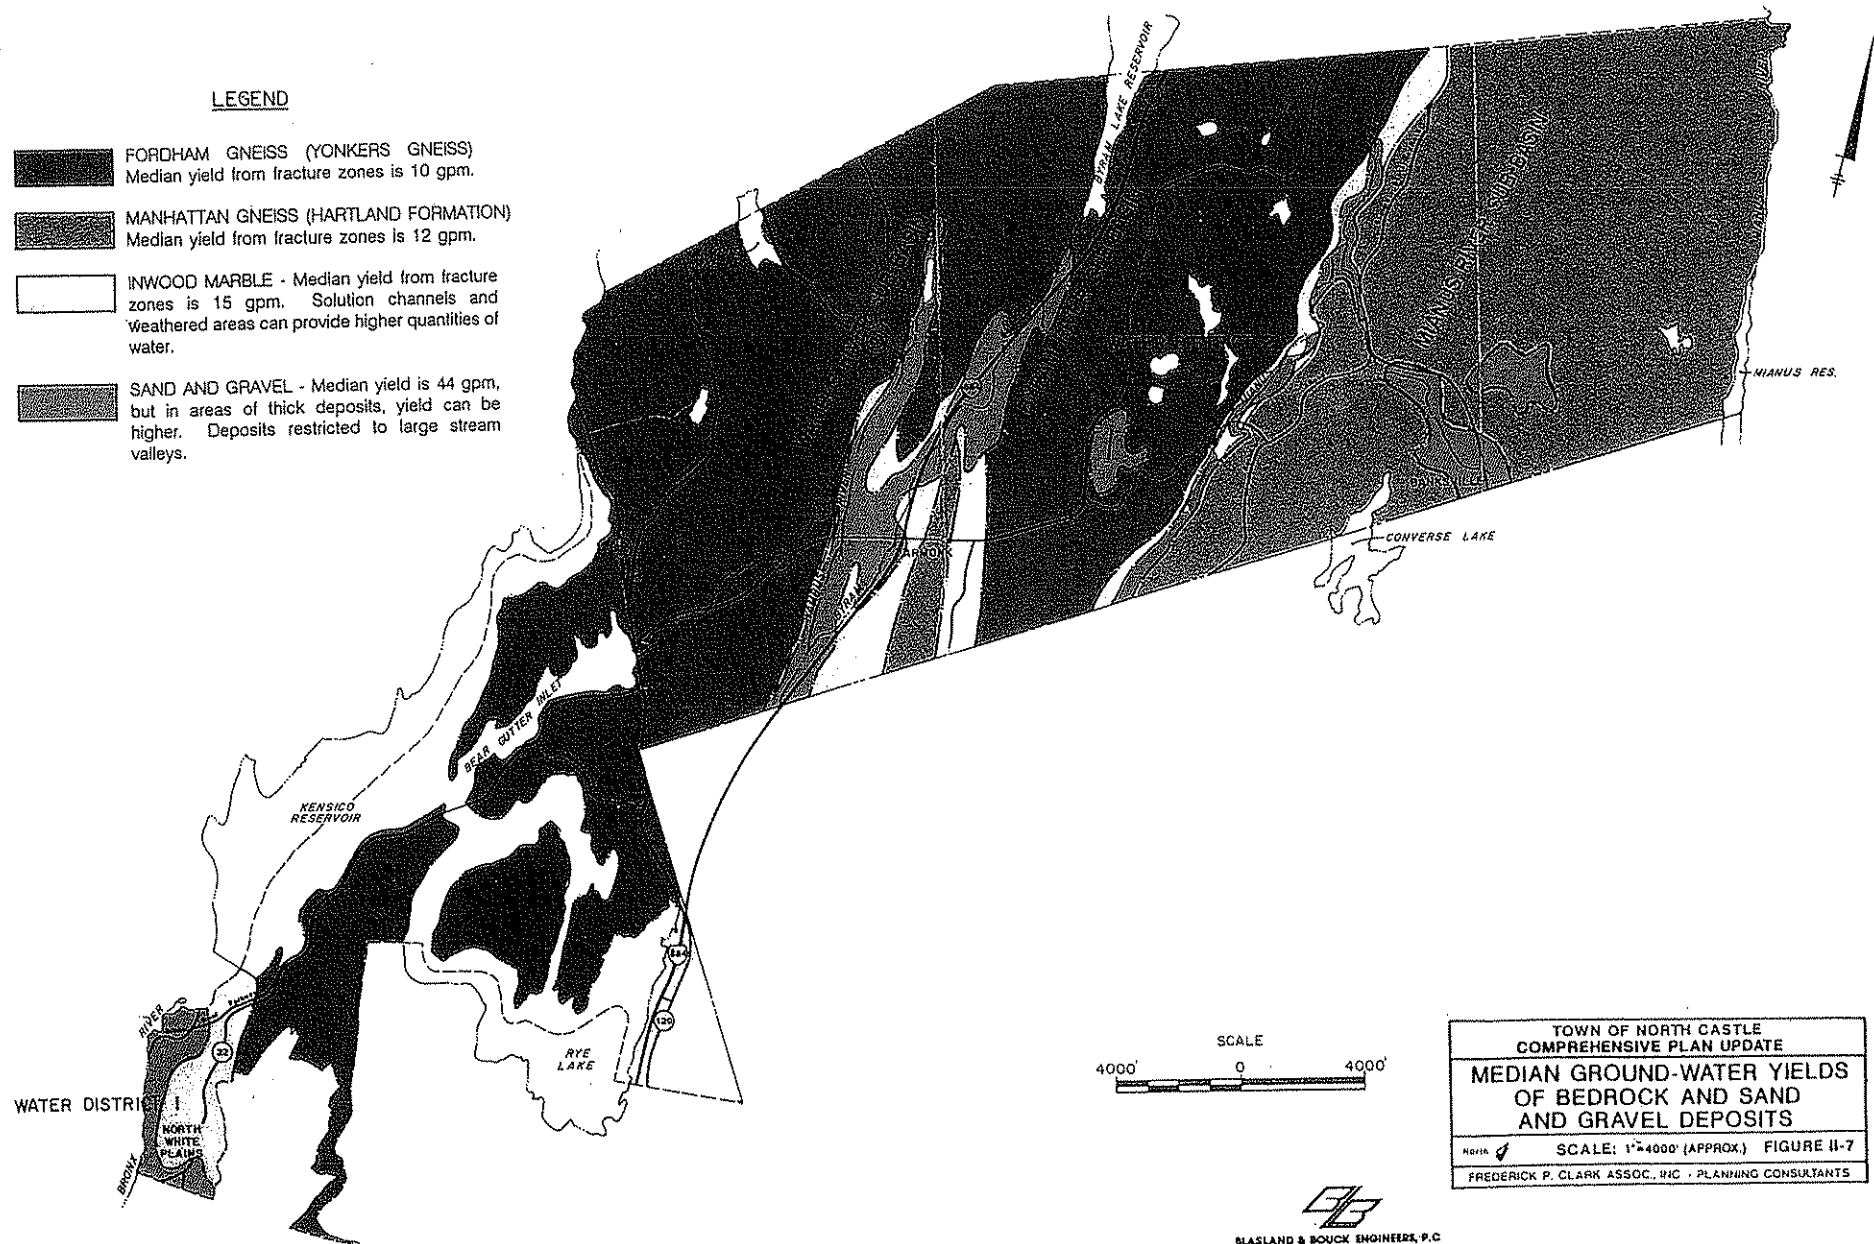 LEGEND
FORDHAM GNEISS (YONKERS GNEISS)
Median yield from fracture zones is 10 gpm.
MANHATTAN GNEISS (HARTLAND FORMATION)
Median yield from fracture zones is 12 gpm.
INWOOD MARBLE - Median yield from fracture
zones is 15 gpm. Solution channels and
weathered areas can provide higher quantities of
water.
SAND AND GRAVEL - Median yield is 44 gpm,
but in areas of thick deposits, yield can be
higher. Deposits restricted to large stream
valleys.
BYRAM LAKE RESERVOIR
MIANUS RIVER SUBBASIN
MIANUS RES.
BANKSVILLE
CONVERSE LAKE
ARMONK
BYRAM
BEAR GUTTER INLET
KENSICO
RESERVOIR
684
120
RYE
LAKE
RIVER
22
WATER DISTRICT 1
NORTH
WHITE
PLAINS
BRONX
SCALE
4000' 0 4000'
TOWN OF NORTH CASTLE
COMPREHENSIVE PLAN UPDATE
MEDIAN GROUND-WATER YIELDS
OF BEDROCK AND SAND
AND GRAVEL DEPOSITS
North SCALE: 1"=4000' (APPROX.) FIGURE II-7
FREDERICK P. CLARK ASSOC., INC - PLANNING CONSULTANTS
BLASLAND & BOUCK ENGINEERS, P.C